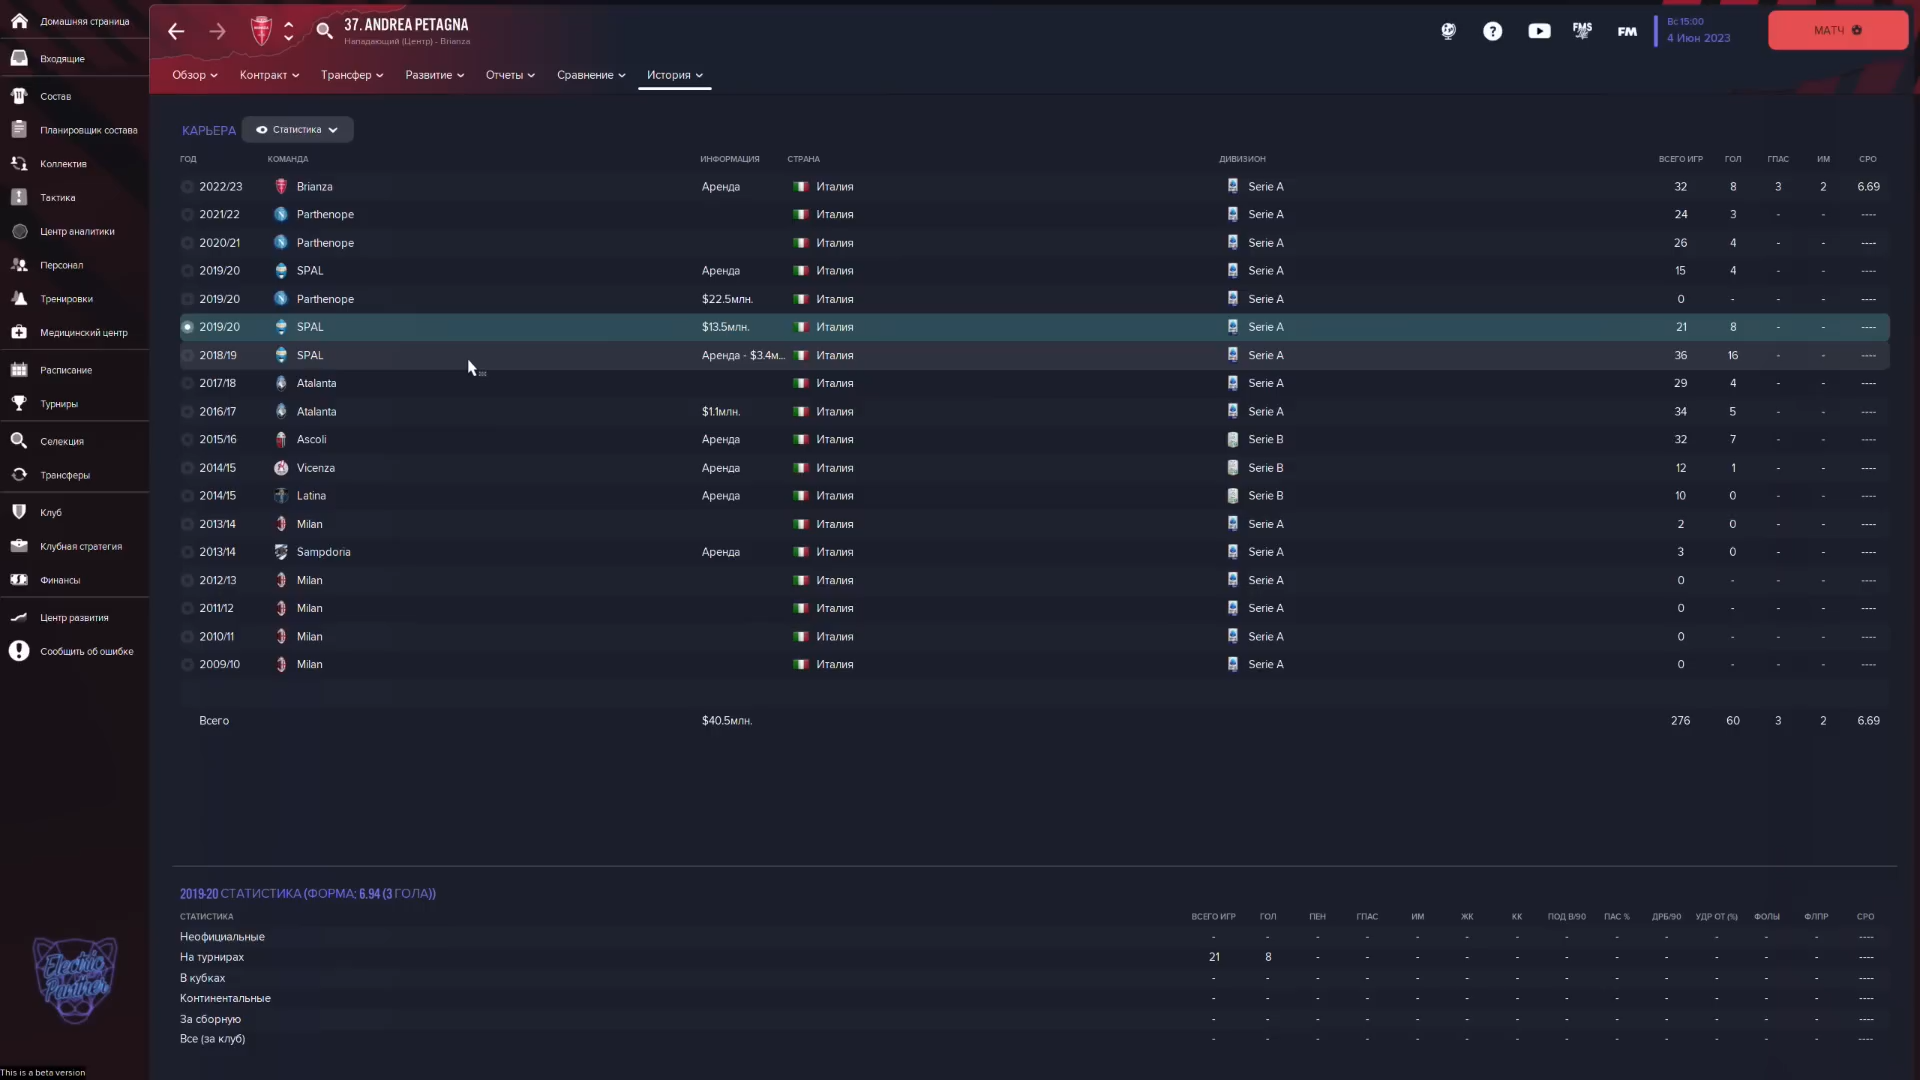 Домашняя страница
Входящие
Состав
Планировщик состава
Коллектив
Тактика
Центр аналитики
Персонал
Тренировки
Медицинский центр
Расписание
Турниры
Селекция
Трансферы
Клуб
Клубная стратегия
Финансы
Центр развития
Сообщить об ошибке
Electric
Panther
This is a beta version
37. ANDREA PETAGNA
Нападающий (Центр) - Brianza
FMS
FM
Вс 15:00
4 Июн 2023
МАТЧ
Обзор Контракт Трансфер Развитие Отчеты Сравнение История
КАРЬЕРА Статистика
ГОД КОМАНДА ИНФОРМАЦИЯ СТРАНА ДИВИЗИОН ВСЕГО ИГР ГОЛ ГПАС ИМ СРО
2022/23 Brianza Аренда Италия Serie A 32 8 3 2 6.69
2021/22 Parthenope Италия Serie A 24 3 - - ----
2020/21 Parthenope Италия Serie A 26 4 - - ----
2019/20 SPAL Аренда Италия Serie A 15 4 - - ----
2019/20 Parthenope $22.5млн. Италия Serie A 0 - - - ----
2019/20 SPAL $13.5млн. Италия Serie A 21 8 - - ----
2018/19 SPAL Аренда - $3.4м... Италия Serie A 36 16 - - ----
2017/18 Atalanta Италия Serie A 29 4 - - ----
2016/17 Atalanta $1.1млн. Италия Serie A 34 5 - - ----
2015/16 Ascoli Аренда Италия Serie B 32 7 - - ----
2014/15 Vicenza Аренда Италия Serie B 12 1 - - ----
2014/15 Latina Аренда Италия Serie B 10 0 - - ----
2013/14 Milan Италия Serie A 2 0 - - ----
2013/14 Sampdoria Аренда Италия Serie A 3 0 - - ----
2012/13 Milan Италия Serie A 0 - - - ----
2011/12 Milan Италия Serie A 0 - - - ----
2010/11 Milan Италия Serie A 0 - - - ----
2009/10 Milan Италия Serie A 0 - - - ----
Всего $40.5млн. 276 60 3 2 6.69
2019-20 СТАТИСТИКА (ФОРМА: 6.94 (3 ГОЛА))
СТАТИСТИКА ВСЕГО ИГР ГОЛ ПЕН ГПАС ИМ ЖК КК ПОД В/90 ПАС % ДРБ/90 УДР ОТ (%) ФОЛЫ ФЛПР СРО
Неофициальные - - - - - - - - - - - - - ----
На турнирах 21 8 - - - - - - - - - - - ----
В кубках - - - - - - - - - - - - - ----
Континентальные - - - - - - - - - - - - - ----
За сборную - - - - - - - - - - - - - ----
Все (за клуб) - - - - - - - - - - - - - ----